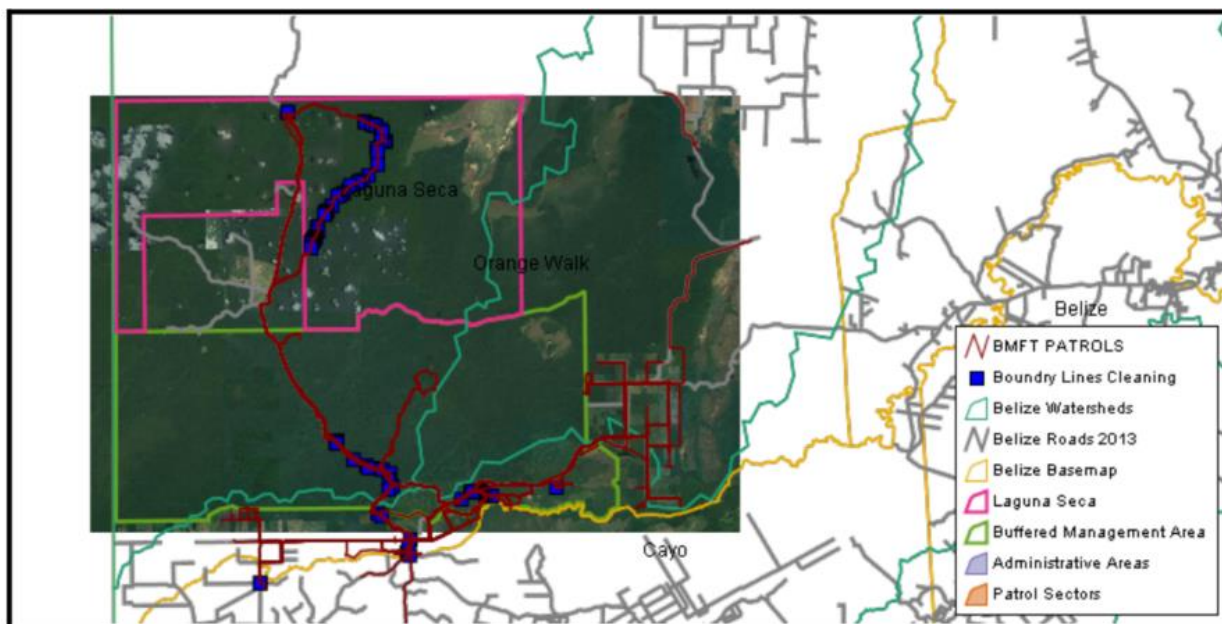 Laguna Seca
Orange Walk
Belize
Cayo
BMFT PATROLS
Boundry Lines Cleaning
Belize Watersheds
Belize Roads 2013
Belize Basemap
Laguna Seca
Buffered Management Area
Administrative Areas
Patrol Sectors